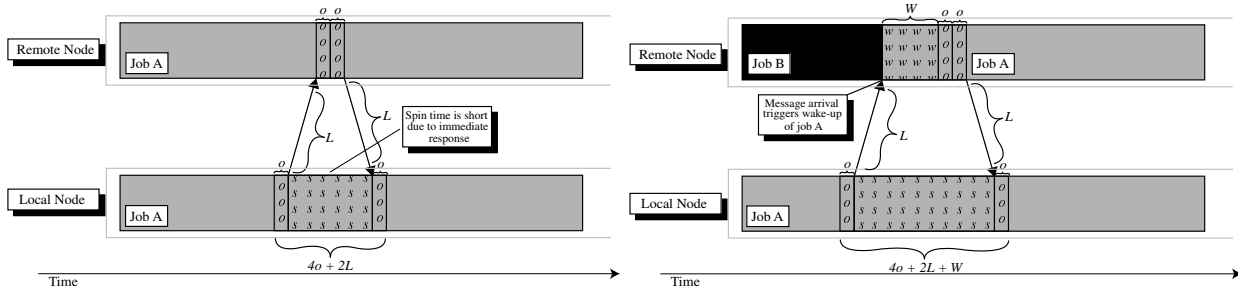 o o
Remote Node
Job A
o o
o o
o o
o o
L
L
Spin time is short
due to immediate
response
o
o
Local Node
Job A
o s s s s s s o
o s s s s s s o
o s s s s s s o
o s s s s s s o
4o + 2L
Time
W
o o
Remote Node
Job B
w w w w o o
w w w w o o
w w w w o o
w w w w o o
Job A
Message arrival
triggers wake-up
of job A
L
L
o
o
Local Node
Job A
o s s s s s s s s s s o
o s s s s s s s s s s o
o s s s s s s s s s s o
o s s s s s s s s s s o
4o + 2L + W
Time